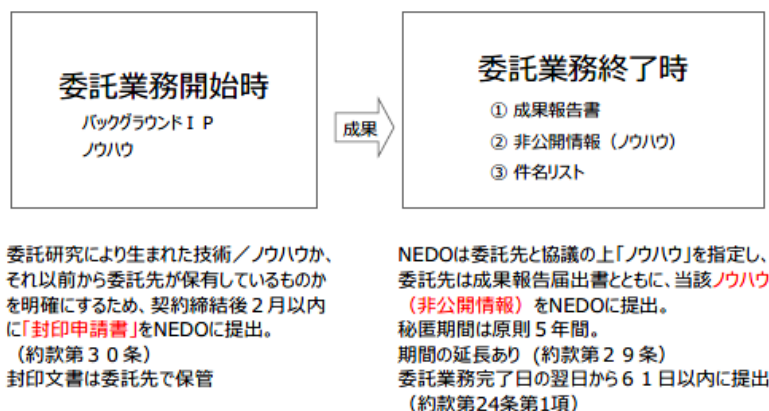 委託業務開始時
バックグラウンドIP
ノウハウ
成果
委託業務終了時
① 成果報告書
② 非公開情報（ノウハウ）
③ 件名リスト
委託研究により生まれた技術／ノウハウか、
それ以前から委託先が保有しているものか
を明確にするため、契約締結後２月以内
に「封印申請書」をNEDOに提出。
（約款第３０条）
封印文書は委託先で保管
NEDOは委託先と協議の上「ノウハウ」を指定し、
委託先は成果報告届出書とともに、当該ノウハウ
（非公開情報）をNEDOに提出。
秘匿期間は原則５年間。
期間の延長あり（約款第２９条）
委託業務完了日の翌日から６１日以内に提出
（約款第24条第1項）